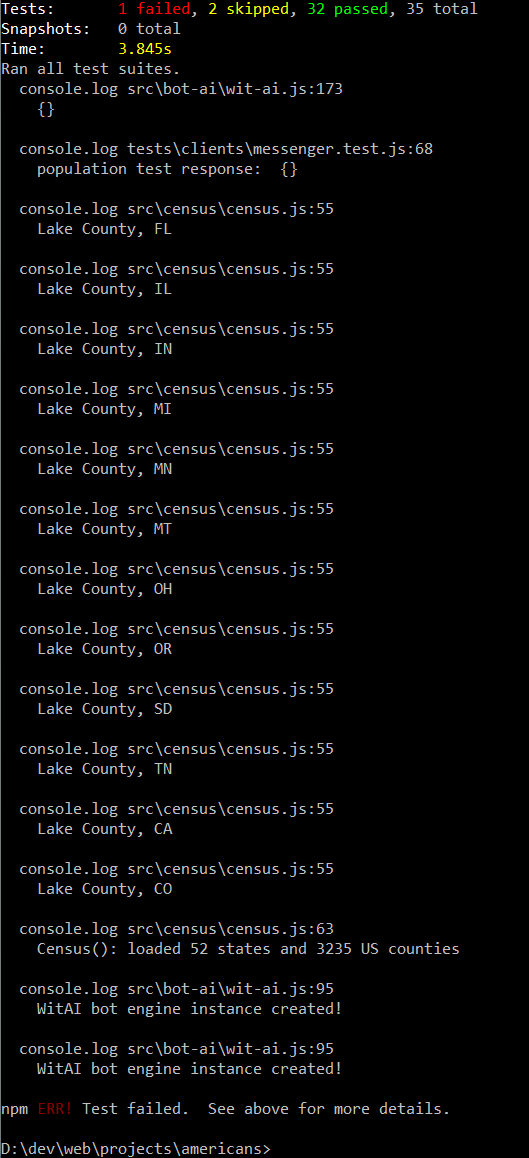 Tests:       1 failed, 2 skipped, 32 passed, 35 total
Snapshots:   0 total
Time:        3.845s
Ran all test suites.
  console.log src\bot-ai\wit-ai.js:173
    {}

  console.log tests\clients\messenger.test.js:68
    population test response:  {}

  console.log src\census\census.js:55
    Lake County, FL

  console.log src\census\census.js:55
    Lake County, IL

  console.log src\census\census.js:55
    Lake County, IN

  console.log src\census\census.js:55
    Lake County, MI

  console.log src\census\census.js:55
    Lake County, MN

  console.log src\census\census.js:55
    Lake County, MT

  console.log src\census\census.js:55
    Lake County, OH

  console.log src\census\census.js:55
    Lake County, OR

  console.log src\census\census.js:55
    Lake County, SD

  console.log src\census\census.js:55
    Lake County, TN

  console.log src\census\census.js:55
    Lake County, CA

  console.log src\census\census.js:55
    Lake County, CO

  console.log src\census\census.js:63
    Census(): loaded 52 states and 3235 US counties

  console.log src\bot-ai\wit-ai.js:95
    WitAI bot engine instance created!

  console.log src\bot-ai\wit-ai.js:95
    WitAI bot engine instance created!

npm ERR! Test failed.  See above for more details.

D:\dev\web\projects\americans>